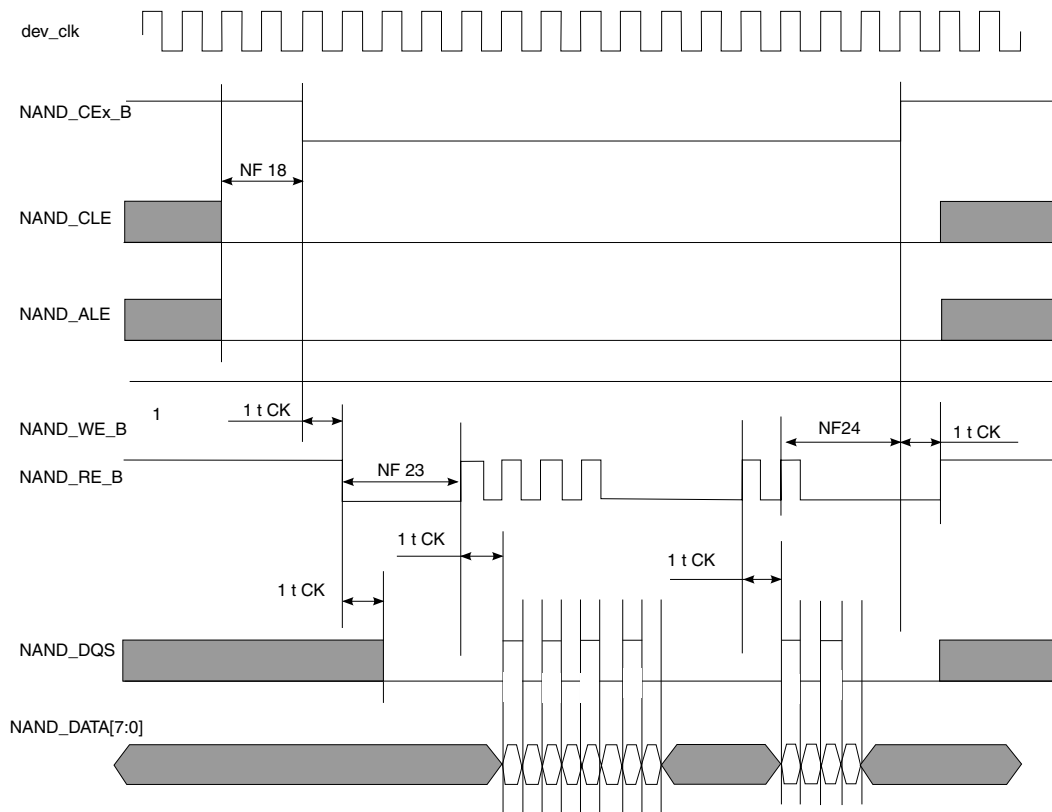 dev_clk
NAND_CEx_B
NF 18
NAND_CLE
NAND_ALE
1
1 t CK
NAND_WE_B
NF24
1 t CK
NF 23
NAND_RE_B
1 t CK
1 t CK
1 t CK
NAND_DQS
NAND_DATA[7:0]